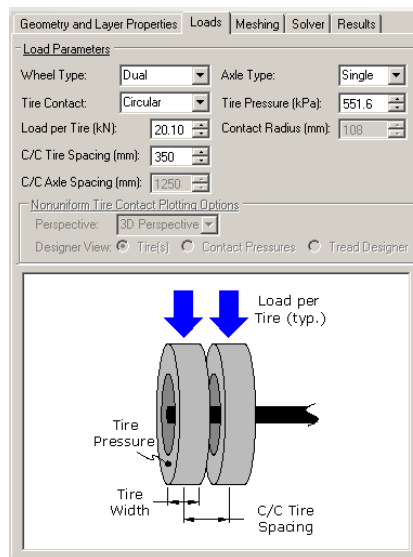 Geometry and Layer Properties Loads Meshing Solver Results
Load Parameters
Wheel Type: Dual Axle Type: Single
Tire Contact: Circular Tire Pressure (kPa): 551.6
Load per Tire (kN): 20.10 Contact Radius (mm): 108
C/C Tire Spacing (mm): 350
C/C Axle Spacing (mm): 1250
Nonuniform Tire Contact Plotting Options
Perspective: 3D Perspective
Designer View: Tire(s) Contact Pressures Tread Designer
Load per
Tire (typ.)
Tire
Pressure
Tire
Width
C/C Tire
Spacing